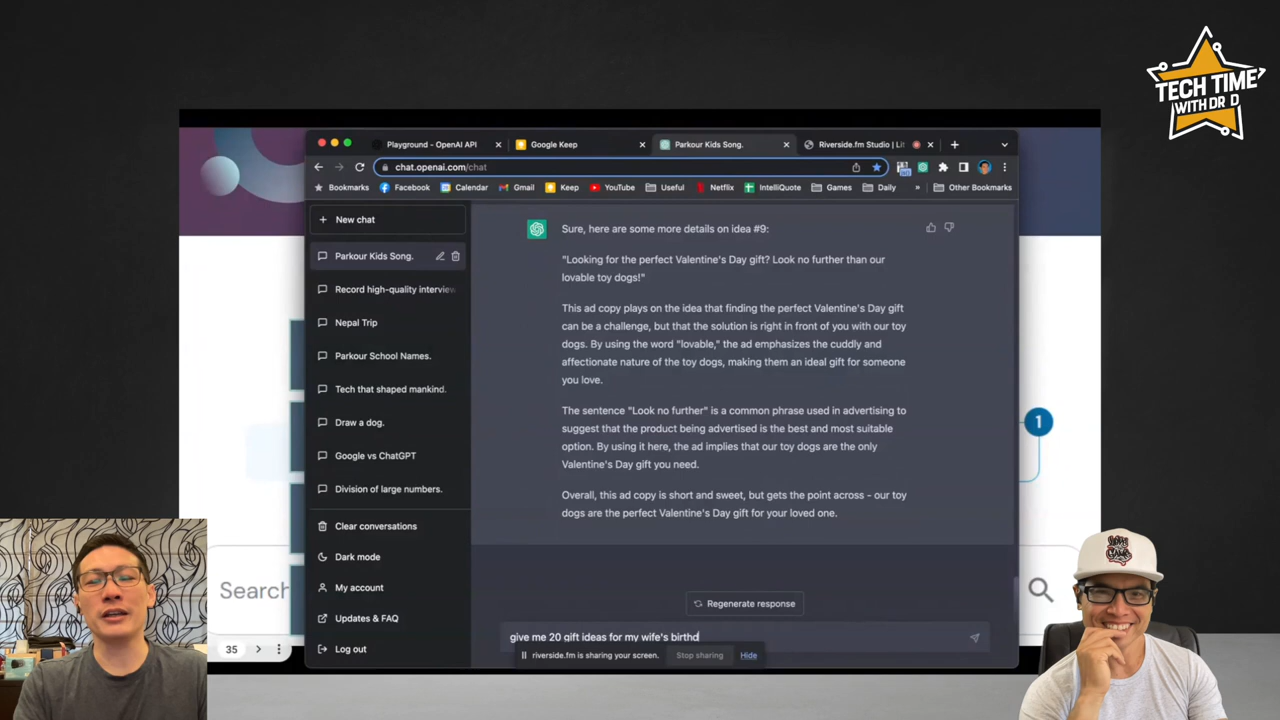 TECH TIME
WITH DR D
Playground - OpenAI API
Google Keep
Parkour Kids Song.
Riverside.fm Studio | Lit
chat.openai.com/chat
Bookmarks
Facebook
Calendar
Gmail
Keep
YouTube
Useful
Netflix
IntelliQuote
Games
Daily
»
Other Bookmarks
+ New chat
Parkour Kids Song.
Record high-quality interview
Nepal Trip
Parkour School Names.
Tech that shaped mankind.
Draw a dog.
Google vs ChatGPT
Division of large numbers.
Clear conversations
Dark mode
My account
Updates & FAQ
Log out
Sure, here are some more details on idea #9:
"Looking for the perfect Valentine's Day gift? Look no further than our
lovable toy dogs!"
This ad copy plays on the idea that finding the perfect Valentine's Day gift
can be a challenge, but that the solution is right in front of you with our toy
dogs. By using the word "lovable," the ad emphasizes the cuddly and
affectionate nature of the toy dogs, making them an ideal gift for someone
you love.
The sentence "Look no further" is a common phrase used in advertising to
suggest that the product being advertised is the best and most suitable
option. By using it here, the ad implies that our toy dogs are the only
Valentine's Day gift you need.
Overall, this ad copy is short and sweet, but gets the point across - our toy
dogs are the perfect Valentine's Day gift for your loved one.
Regenerate response
give me 20 gift ideas for my wife's birthd
riverside.fm is sharing your screen.
Stop sharing
Hide
1
Search
35